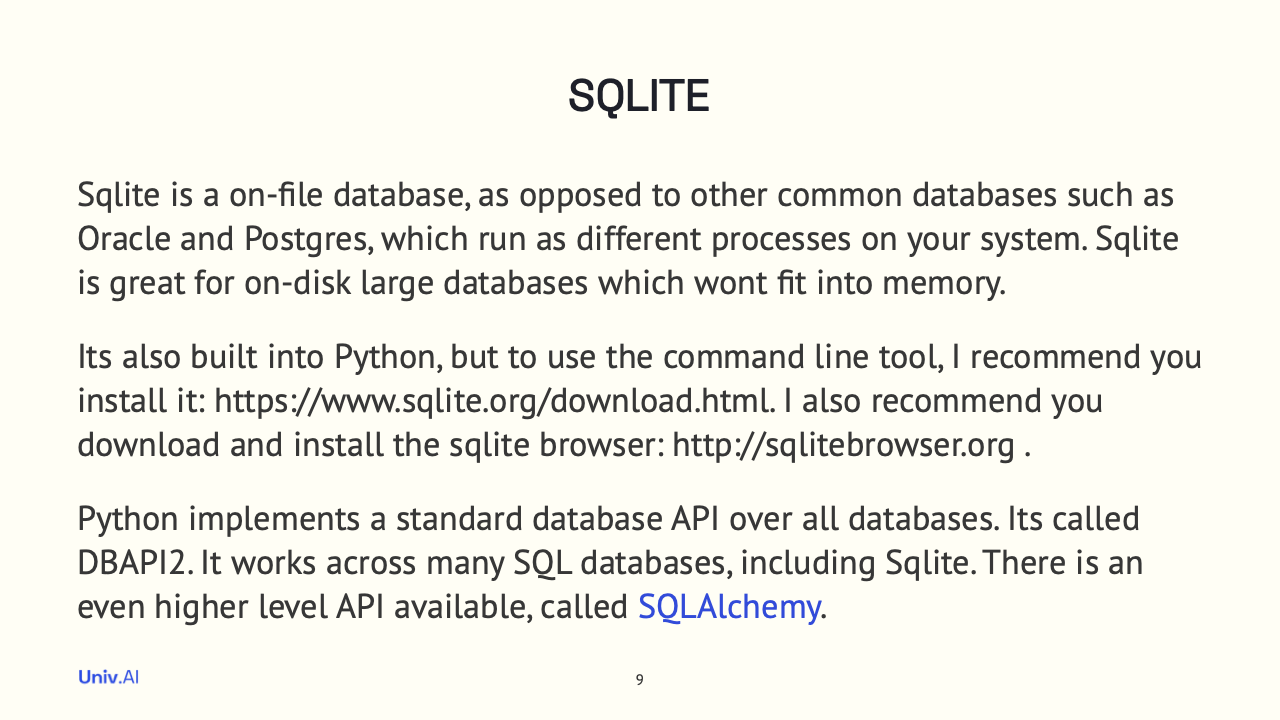 SQLITE
Sqlite is a on-file database, as opposed to other common databases such as
Oracle and Postgres, which run as different processes on your system. Sqlite
is great for on-disk large databases which wont fit into memory.
Its also built into Python, but to use the command line tool, I recommend you
install it: https://www.sqlite.org/download.html. I also recommend you
download and install the sqlite browser: http://sqlitebrowser.org .
Python implements a standard database API over all databases. Its called
DBAPI2. It works across many SQL databases, including Sqlite. There is an
even higher level API available, called SQLAlchemy.
Univ.AI
9